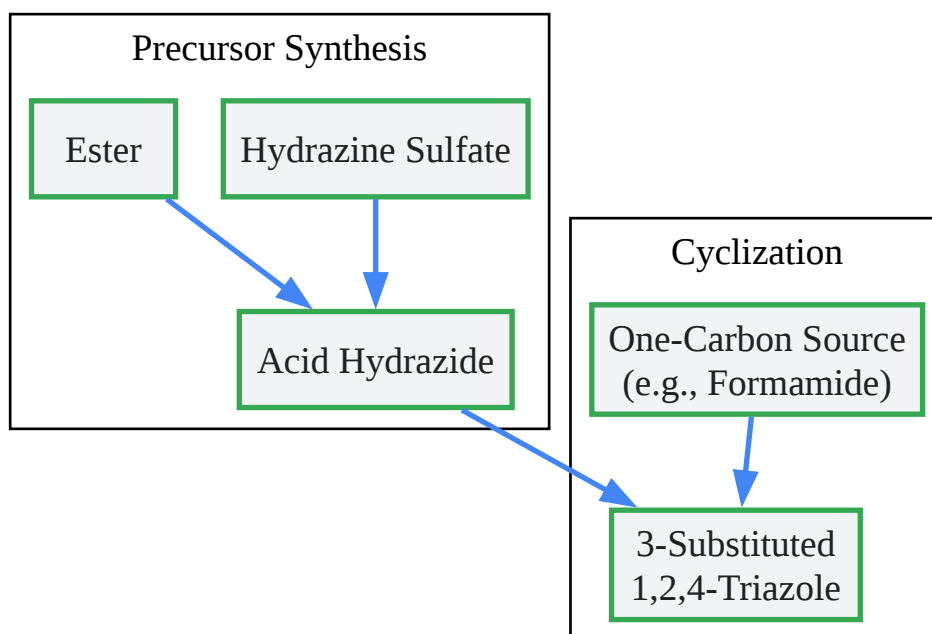 Precursor Synthesis
Ester
Hydrazine Sulfate
Acid Hydrazide
Cyclization
One-Carbon Source
(e.g., Formamide)
3-Substituted
1,2,4-Triazole